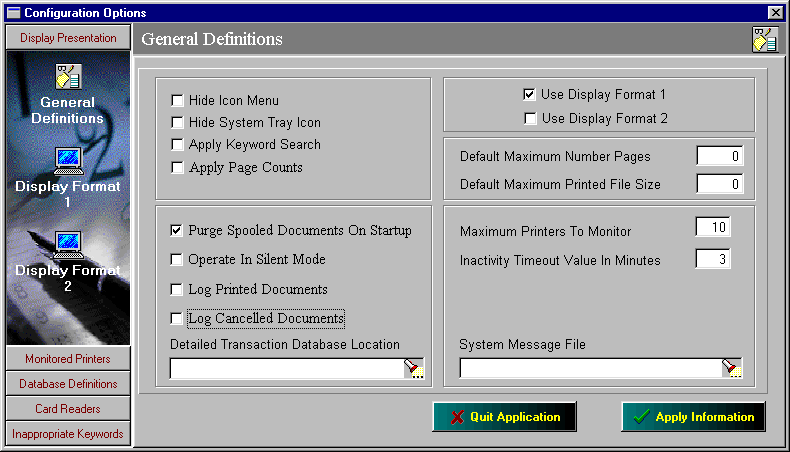 Configuration Options
Display Presentation
General
Definitions
Display Format
1
Display Format
2
Monitored Printers
Database Definitions
Card Readers
Inappropriate Keywords
General Definitions
Hide Icon Menu
Hide System Tray Icon
Apply Keyword Search
Apply Page Counts
Use Display Format 1
Use Display Format 2
Default Maximum Number Pages 0
Default Maximum Printed File Size 0
Purge Spooled Documents On Startup
Operate In Silent Mode
Log Printed Documents
Log Cancelled Documents
Detailed Transaction Database Location
Maximum Printers To Monitor 10
Inactivity Timeout Value In Minutes 3
System Message File
Quit Application
Apply Information